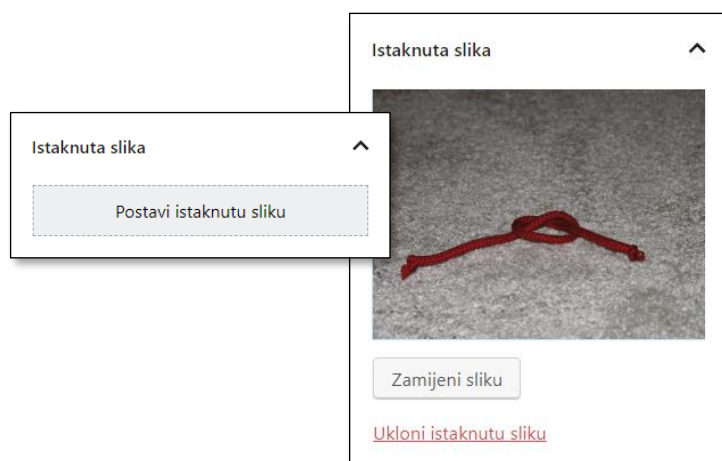 Istaknuta slika
Postavi istaknutu sliku
Istaknuta slika
Zamijeni sliku
Ukloni istaknutu sliku